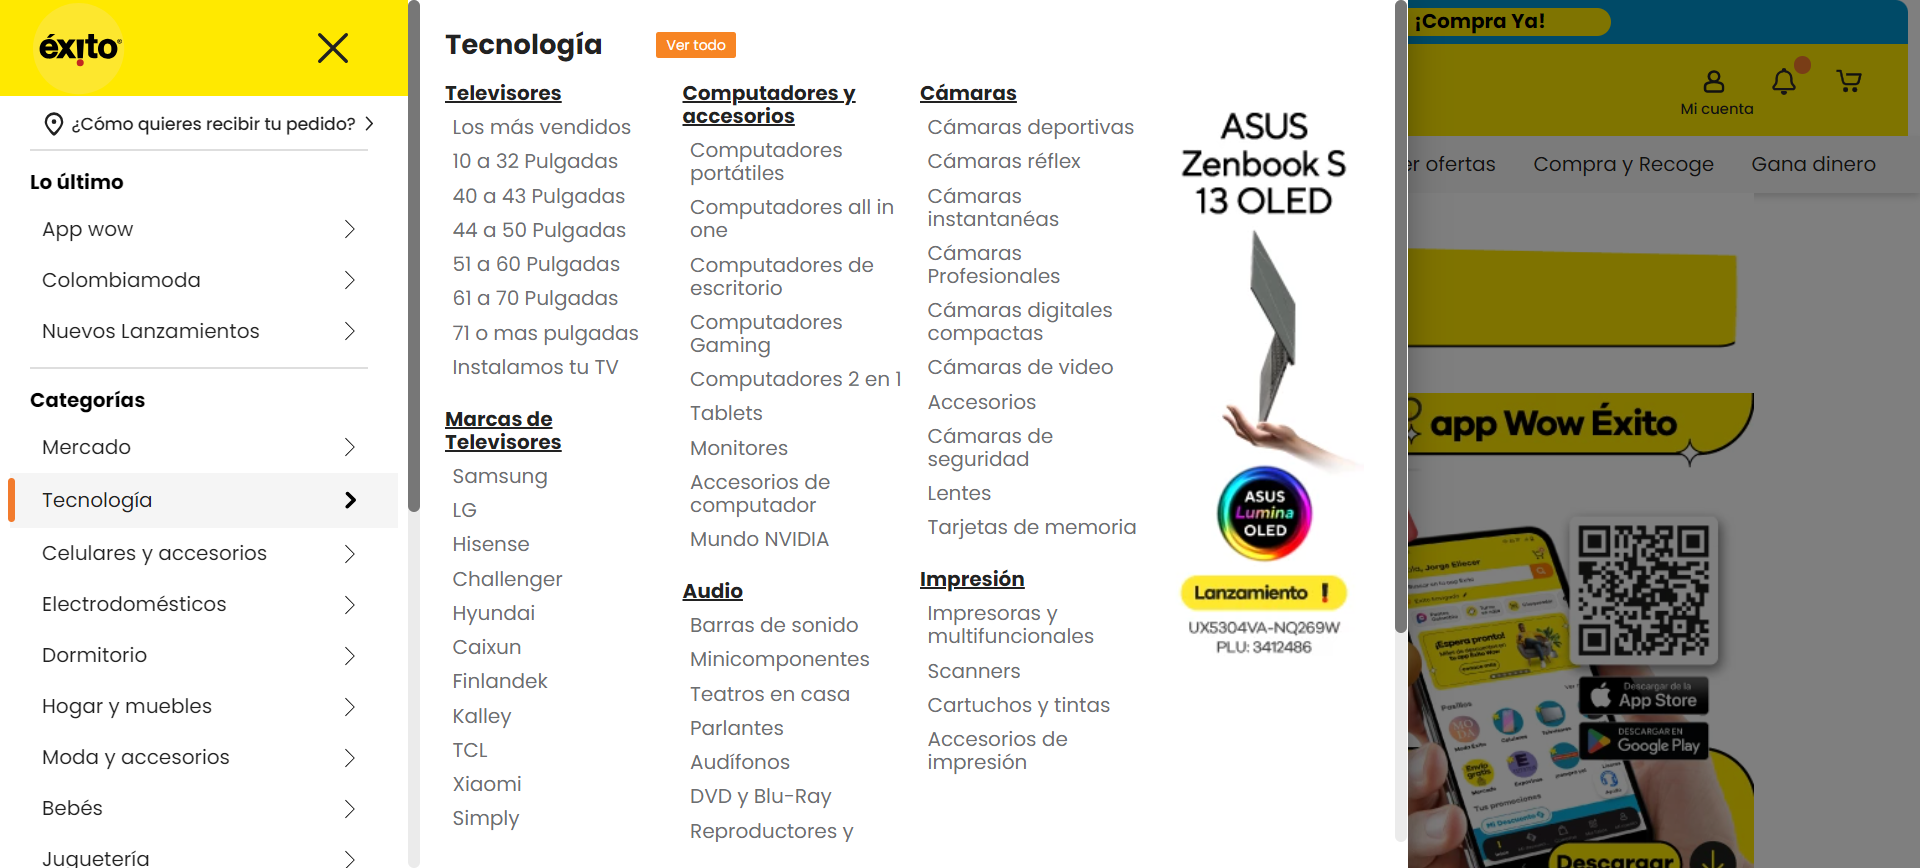 éxito
¿Cómo quieres recibir tu pedido?
Lo último
App wow
Colombiamoda
Nuevos Lanzamientos
Categorías
Mercado
Tecnología
Celulares y accesorios
Electrodomésticos
Dormitorio
Hogar y muebles
Moda y accesorios
Bebés
Juguetería
Tecnología
Ver todo
Televisores
Los más vendidos
10 a 32 Pulgadas
40 a 43 Pulgadas
44 a 50 Pulgadas
51 a 60 Pulgadas
61 a 70 Pulgadas
71 o mas pulgadas
Instalamos tu TV
Marcas de
Televisores
Samsung
LG
Hisense
Challenger
Hyundai
Caixun
Finlandek
Kalley
TCL
Xiaomi
Simply
Computadores y
accesorios
Computadores
portátiles
Computadores all in
one
Computadores de
escritorio
Computadores
Gaming
Computadores 2 en 1
Tablets
Monitores
Accesorios de
computador
Mundo NVIDIA
Audio
Barras de sonido
Minicomponentes
Teatros en casa
Parlantes
Audífonos
DVD y Blu-Ray
Reproductores y
Cámaras
Cámaras deportivas
Cámaras réflex
Cámaras
instantanéas
Cámaras
Profesionales
Cámaras digitales
compactas
Cámaras de video
Accesorios
Cámaras de
seguridad
Lentes
Tarjetas de memoria
Impresión
Impresoras y
multifuncionales
Scanners
Cartuchos y tintas
Accesorios de
impresión
ASUS
Zenbook S
13 OLED
ASUS
Lumina
OLED
Lanzamiento
UX5304VA-NQ269W
PLU: 3412486
¡Compra Ya!
Mi cuenta
er ofertas
Compra y Recoge
Gana dinero
app Wow Éxito
Jorge Eliecer
¡Espera pronto!
Pasillos
Mercado
Tus promociones
Mi Descuento
Descargar de la
App Store
DESCARGAR EN
Google Play
Descargar